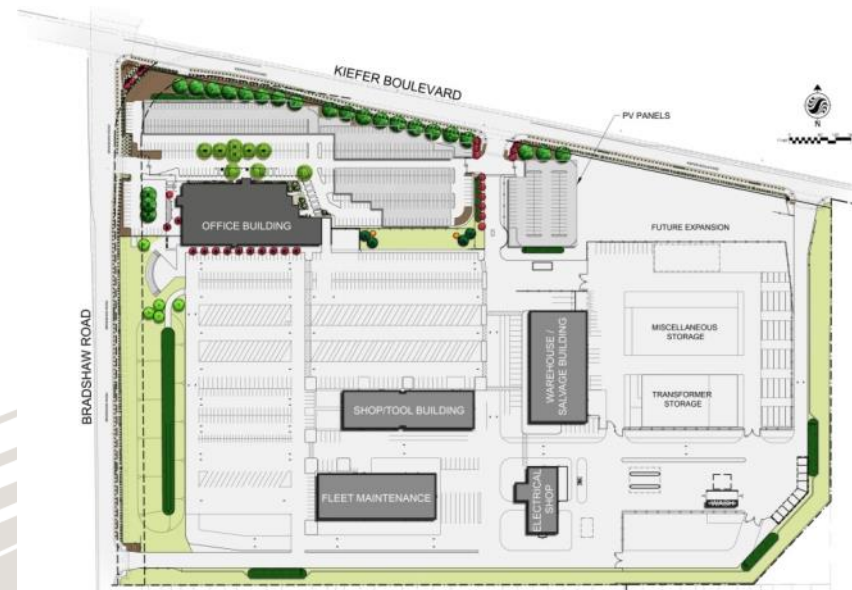 KIEFER BOULEVARD
PV PANELS
N
OFFICE BUILDING
FUTURE EXPANSION
BRADSHAW ROAD
MISCELLANEOUS
STORAGE
WAREHOUSE /
SALVAGE BUILDING
TRANSFORMER
STORAGE
SHOP/TOOL BUILDING
FLEET MAINTENANCE
ELECTRICAL
SHOP
WASH